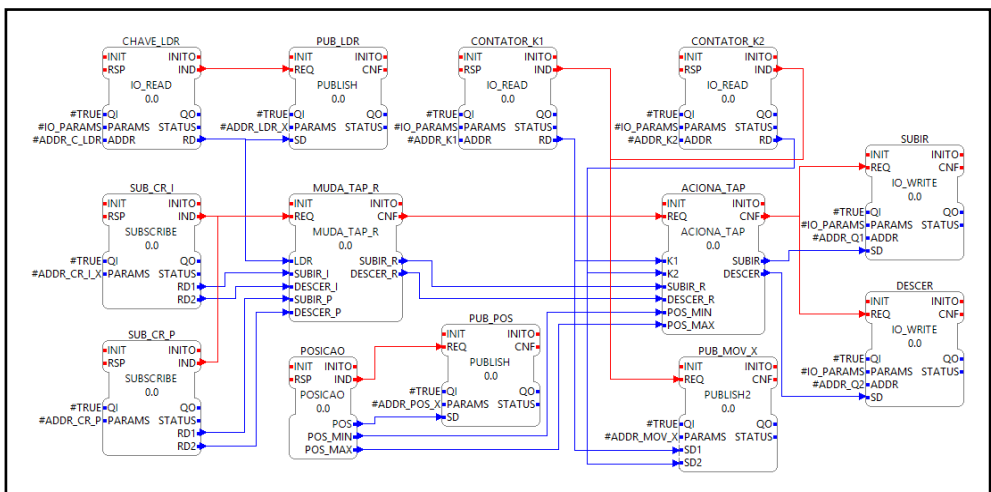 CHAVE_LDR
INIT INITO
RSP IND
IO_READ
0.0
#TRUE QI QO
#IO_PARAMS PARAMS STATUS
#ADDR_C_LDR ADDR RD
PUB_LDR
INIT INITO
REQ CNF
PUBLISH
0.0
#TRUE QI QO
#ADDR_LDR_X PARAMS STATUS
SD
CONTATOR_K1
INIT INITO
RSP IND
IO_READ
0.0
#TRUE QI QO
#IO_PARAMS PARAMS STATUS
#ADDR_K1 ADDR RD
CONTATOR_K2
INIT INITO
RSP IND
IO_READ
0.0
#TRUE QI QO
#IO_PARAMS PARAMS STATUS
#ADDR_K2 ADDR RD
SUBIR
INIT INITO
REQ CNF
IO_WRITE
0.0
#TRUE QI QO
#IO_PARAMS PARAMS STATUS
#ADDR_Q1 ADDR
SD
SUB_CR_I
INIT INITO
RSP IND
SUBSCRIBE
0.0
#TRUE QI QO
#ADDR_CR_I_X PARAMS STATUS
RD1
RD2
MUDA_TAP_R
INIT INITO
REQ CNF
MUDA_TAP_R
0.0
LDR SUBIR_R
SUBIR_I DESCER_R
DESCER_I
SUBIR_P
DESCER_P
ACIONA_TAP
INIT INITO
REQ CNF
ACIONA_TAP
0.0
K1 SUBIR
K2 DESCER
SUBIR_R
DESCER_R
POS_MIN
POS_MAX
DESCER
INIT INITO
REQ CNF
IO_WRITE
0.0
#TRUE QI QO
#IO_PARAMS PARAMS STATUS
#ADDR_Q2 ADDR
SD
SUB_CR_P
INIT INITO
RSP IND
SUBSCRIBE
0.0
#TRUE QI QO
#ADDR_CR_P PARAMS STATUS
RD1
RD2
POSICAO
INIT INITO
RSP IND
POSICAO
0.0
POS
POS_MIN
POS_MAX
PUB_POS
INIT INITO
REQ CNF
PUBLISH
0.0
#TRUE QI QO
#ADDR_POS_X PARAMS STATUS
SD
PUB_MOV_X
INIT INITO
REQ CNF
PUBLISH2
0.0
#TRUE QI QO
#ADDR_MOV_X PARAMS STATUS
SD1
SD2